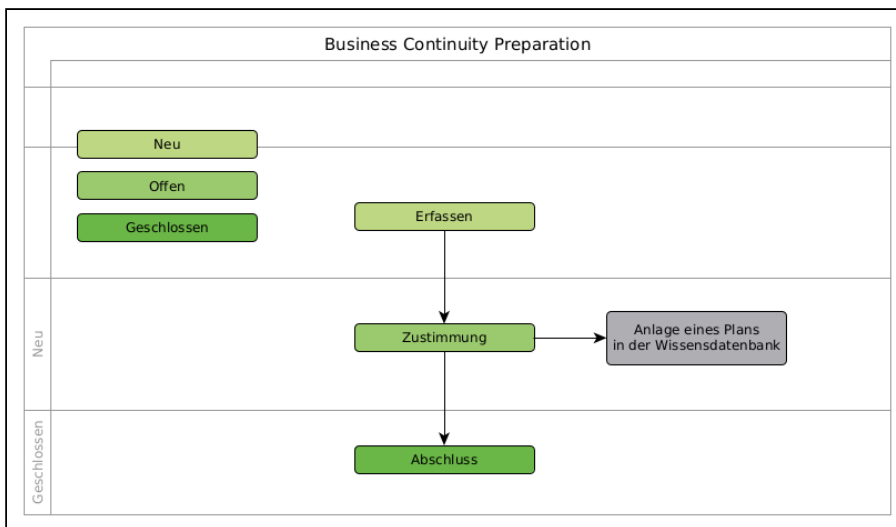 Business Continuity Preparation
Neu
Offen
Geschlossen
Erfassen
Neu
Zustimmung
Anlage eines Plans
in der Wissensdatenbank
Geschlossen
Abschluss